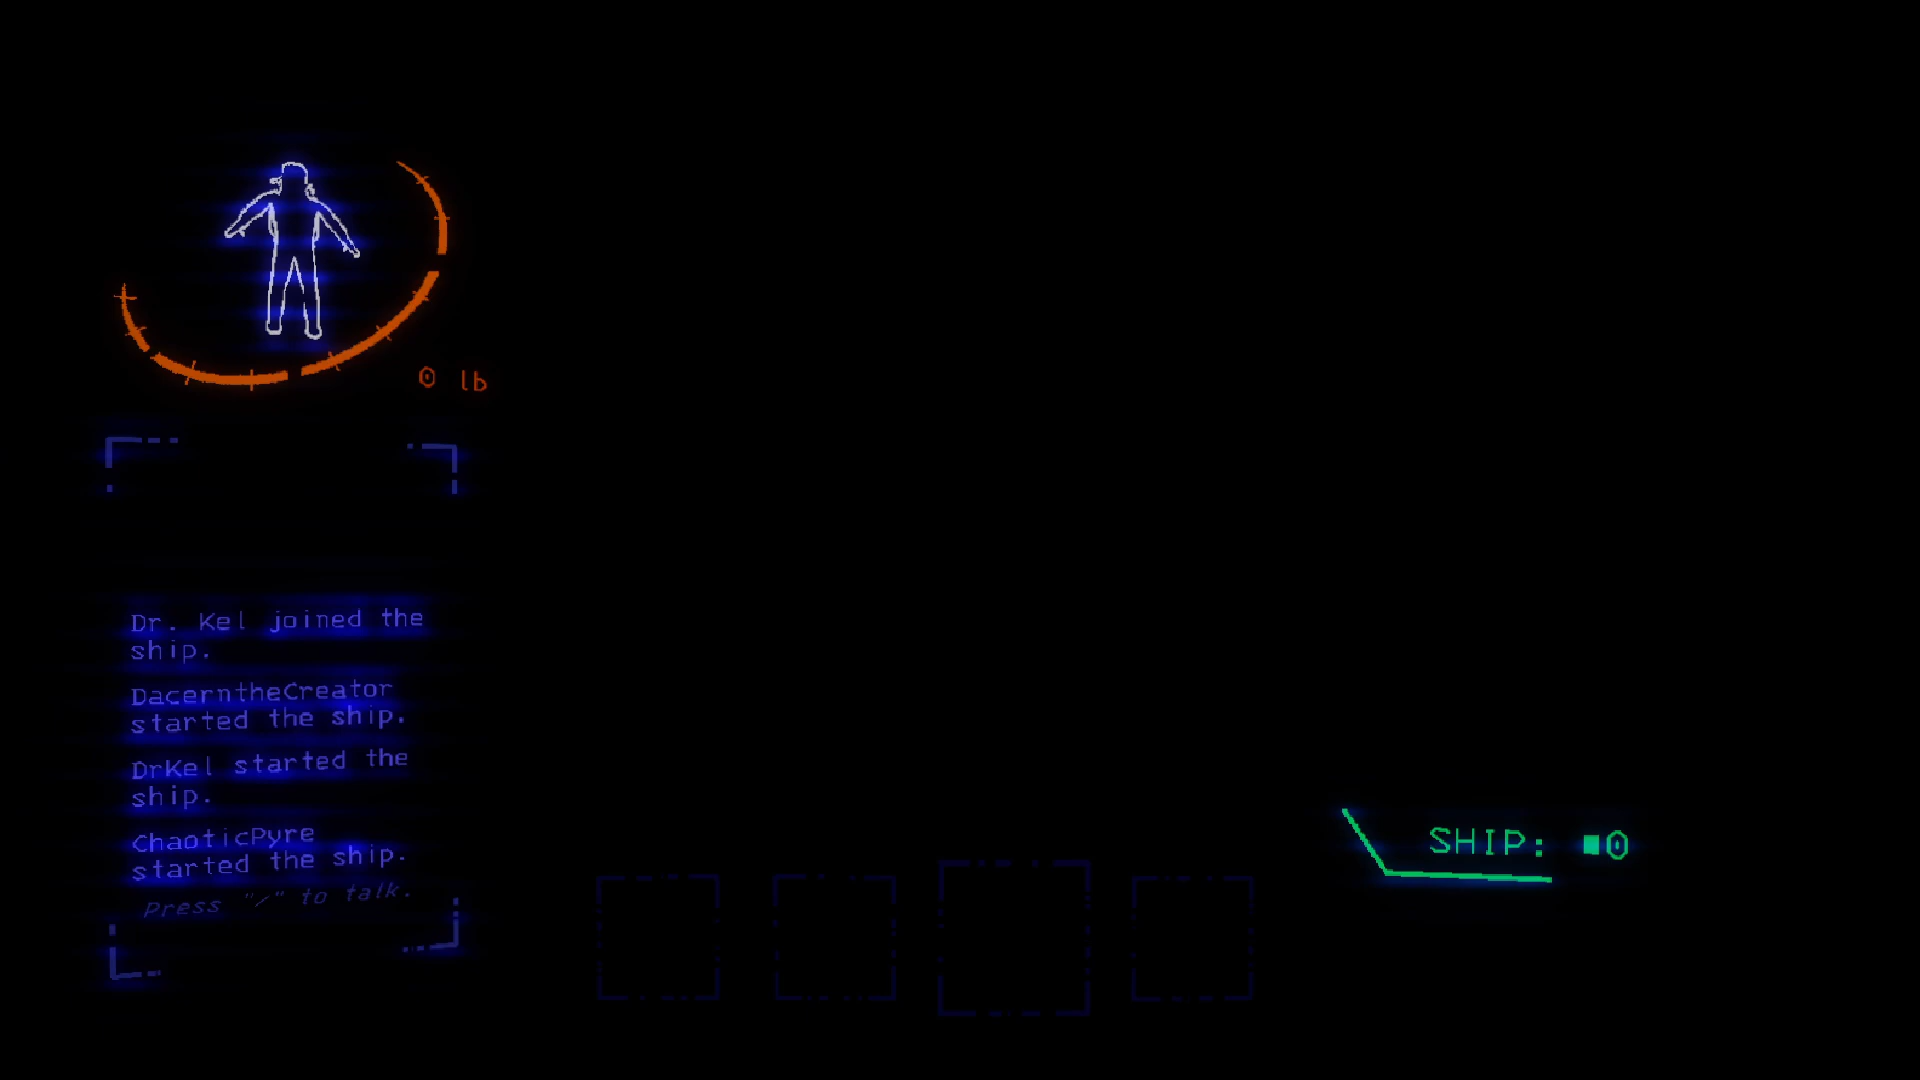 0 lb
Dr. Kel joined the
ship.
DacerntheCreator
started the ship.
DrKel started the
ship.
ChaoticPyre
started the ship.
Press "/" to talk.
SHIP: ■0